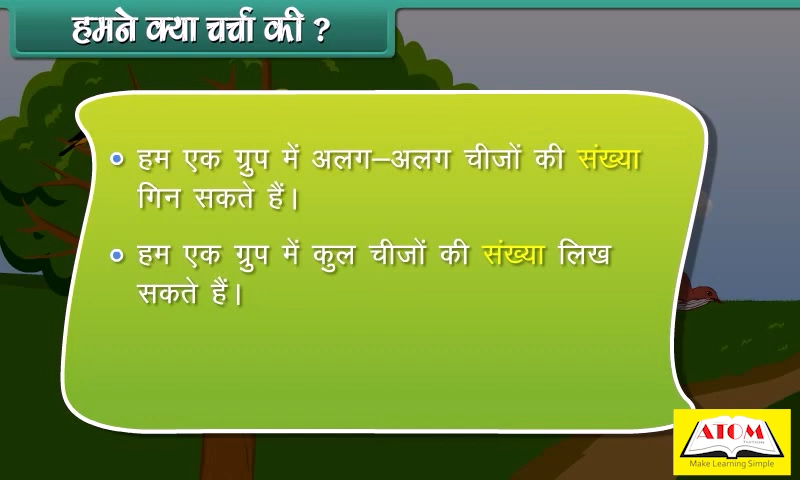 हमने क्या चर्चा की ?
हम एक ग्रुप में अलग–अलग चीजों की संख्या
गिन सकते हैं।
हम एक ग्रुप में कुल चीजों की संख्या लिख
सकते हैं।
ATOM
Make Learning Simple